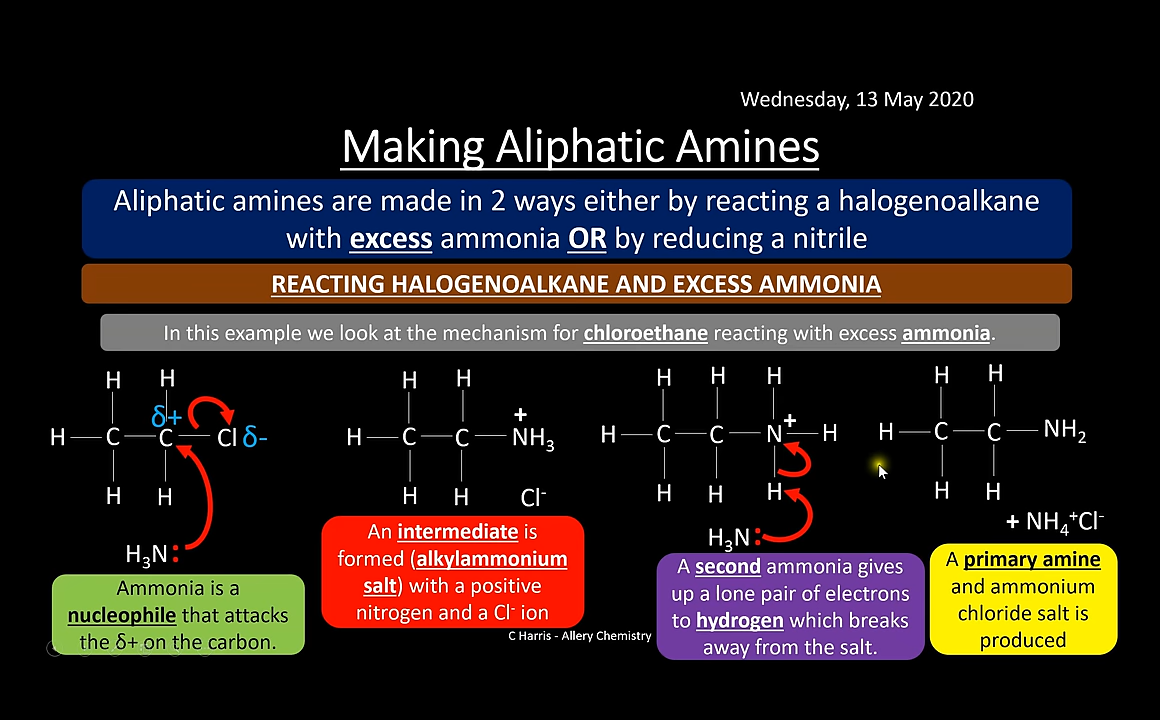 Wednesday, 13 May 2020
Making Aliphatic Amines
Aliphatic amines are made in 2 ways either by reacting a halogenoalkane
with excess ammonia OR by reducing a nitrile
REACTING HALOGENOALKANE AND EXCESS AMMONIA
In this example we look at the mechanism for chloroethane reacting with excess ammonia.
H H
δ+
H C C Cl δ-
H H
H₃N:
Ammonia is a
nucleophile that attacks
the δ+ on the carbon.
H H
+
H C C NH₃
H H Cl⁻
An intermediate is
formed (alkylammonium
salt) with a positive
nitrogen and a Cl⁻ ion
C Harris - Allery Chemistry
H H H
+
H C C N H
H H H
H₃N:
A second ammonia gives
up a lone pair of electrons
to hydrogen which breaks
away from the salt.
H H
H C C NH₂
H H
+ NH₄⁺Cl⁻
A primary amine
and ammonium
chloride salt is
produced